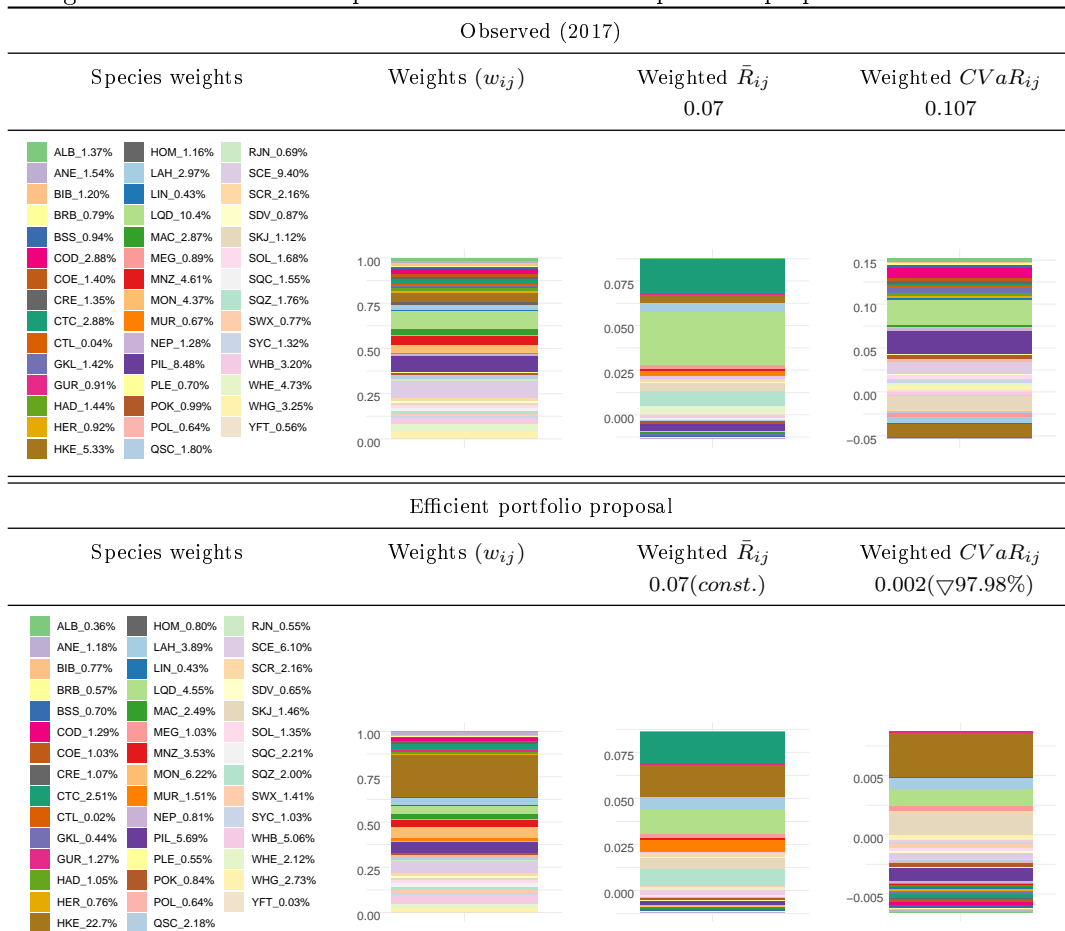 Observed (2017)
Species weights Weights (wᵢⱼ) Weighted R̄ᵢⱼ Weighted CVaRᵢⱼ
0.07 0.107
ALB_1.37% HOM_1.16% RJN_0.69%
ANE_1.54% LAH_2.97% SCE_9.40%
BIB_1.20% LIN_0.43% SCR_2.16%
BRB_0.79% LQD_10.4% SDV_0.87%
BSS_0.94% MAC_2.87% SKJ_1.12%
COD_2.88% MEG_0.89% SOL_1.68%
COE_1.40% MNZ_4.61% SQC_1.55%
CRE_1.35% MON_4.37% SQZ_1.76%
CTC_2.88% MUR_0.67% SWX_0.77%
CTL_0.04% NEP_1.28% SYC_1.32%
GKL_1.42% PIL_8.48% WHB_3.20%
GUR_0.91% PLE_0.70% WHE_4.73%
HAD_1.44% POK_0.99% WHG_3.25%
HER_0.92% POL_0.64% YFT_0.56%
HKE_5.33% QSC_1.80%
1.00
0.75
0.50
0.25
0.00
0.075
0.050
0.025
0.000
0.15
0.10
0.05
0.00
−0.05
Efficient portfolio proposal
Species weights Weights (wᵢⱼ) Weighted R̄ᵢⱼ Weighted CVaRᵢⱼ
0.07(const.) 0.002(▽97.98%)
ALB_0.36% HOM_0.80% RJN_0.55%
ANE_1.18% LAH_3.89% SCE_6.10%
BIB_0.77% LIN_0.43% SCR_2.16%
BRB_0.57% LQD_4.55% SDV_0.65%
BSS_0.70% MAC_2.49% SKJ_1.46%
COD_1.29% MEG_1.03% SOL_1.35%
COE_1.03% MNZ_3.53% SQC_2.21%
CRE_1.07% MON_6.22% SQZ_2.00%
CTC_2.51% MUR_1.51% SWX_1.41%
CTL_0.02% NEP_0.81% SYC_1.03%
GKL_0.44% PIL_5.69% WHB_5.06%
GUR_1.27% PLE_0.55% WHE_2.12%
HAD_1.05% POK_0.84% WHG_2.73%
HER_0.76% POL_0.64% YFT_0.03%
HKE_22.7% QSC_2.18%
1.00
0.75
0.50
0.25
0.00
0.075
0.050
0.025
0.000
0.005
0.000
−0.005